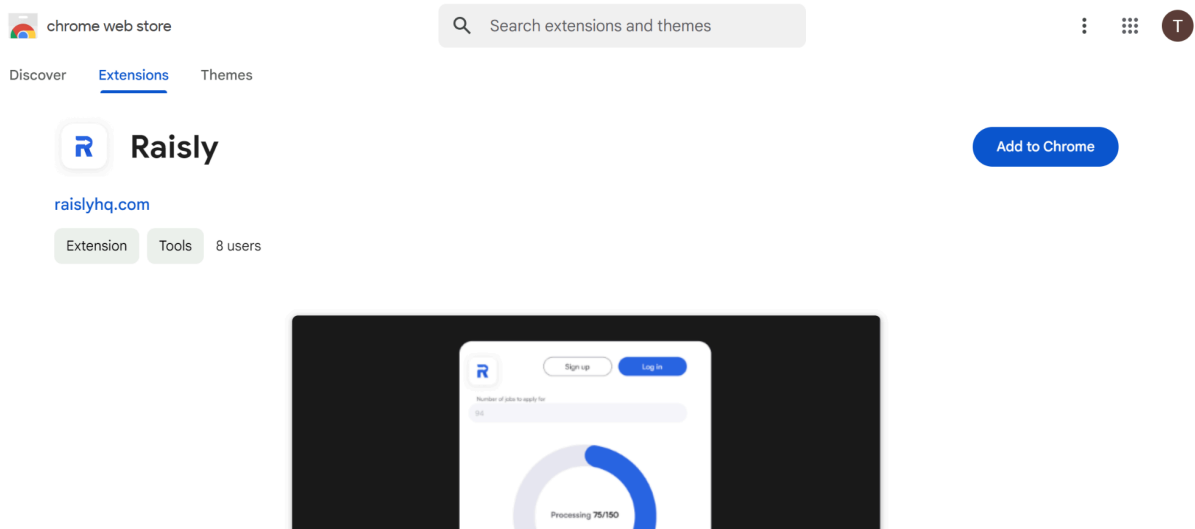 chrome web store
Search extensions and themes
T
Discover
Extensions
Themes
R
Raisly
Add to Chrome
raislyhq.com
Extension
Tools
8 users
R
Sign up
Log in
Number of jobs to apply for
94
Processing 75/150